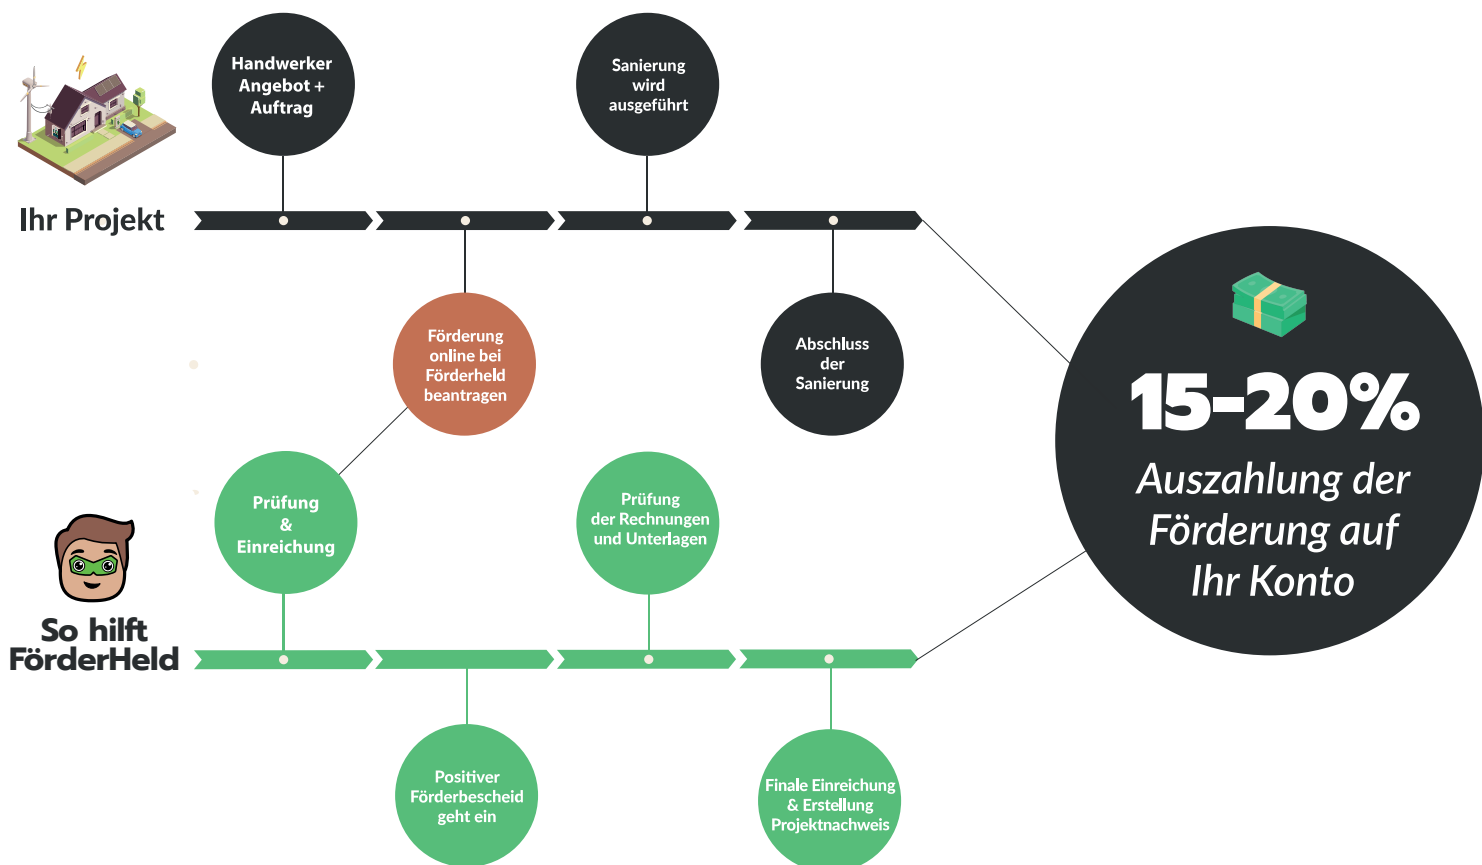 Handwerker
Angebot +
Auftrag
Sanierung
wird
ausgeführt
Ihr Projekt
Förderung
online bei
Förderheld
beantragen
Abschluss
der
Sanierung
15-20%
Auszahlung der
Förderung auf
Ihr Konto
Prüfung
&
Einreichung
Prüfung
der Rechnungen
und Unterlagen
So hilft
FörderHeld
Positiver
Förderbescheid
geht ein
Finale Einreichung
& Erstellung
Projektnachweis